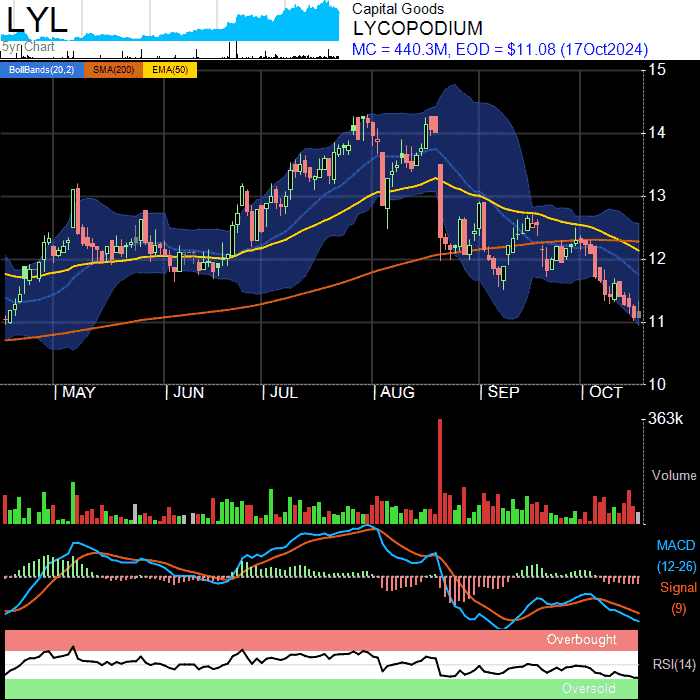 LYL
5yr Chart
Capital Goods
LYCOPODIUM
MC = 440.3M, EOD = $11.08 (17Oct2024)
BollBands(20,2) SMA(200) EMA(50)
15
14
13
12
11
10
MAY JUN JUL AUG SEP OCT
363k
Volume
MACD
(12-26)
Signal
(9)
Overbought
RSI(14)
Oversold